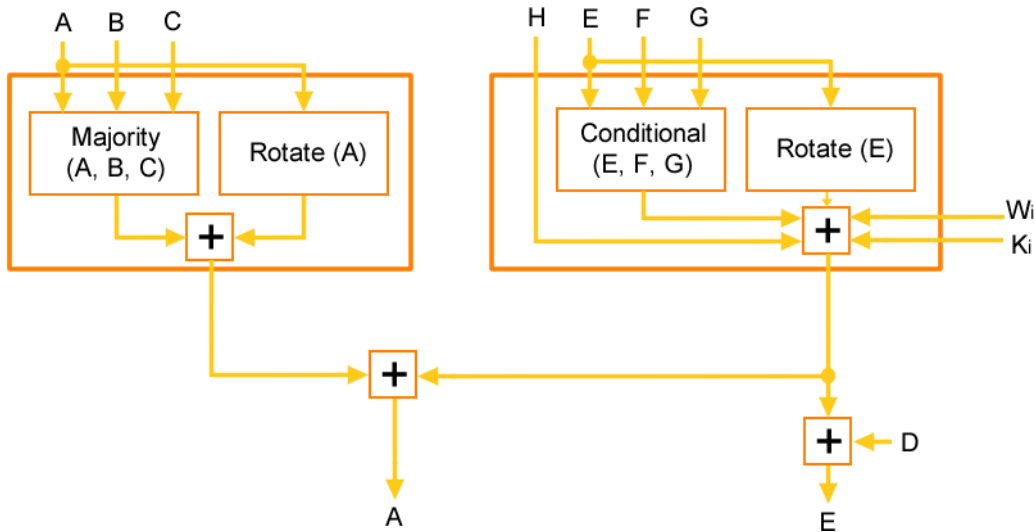 A B C H E F G
Majority
(A, B, C)
Rotate (A)
Conditional
(E, F, G)
Rotate (E)
+
+
Wi
Ki
+
+
D
A
E